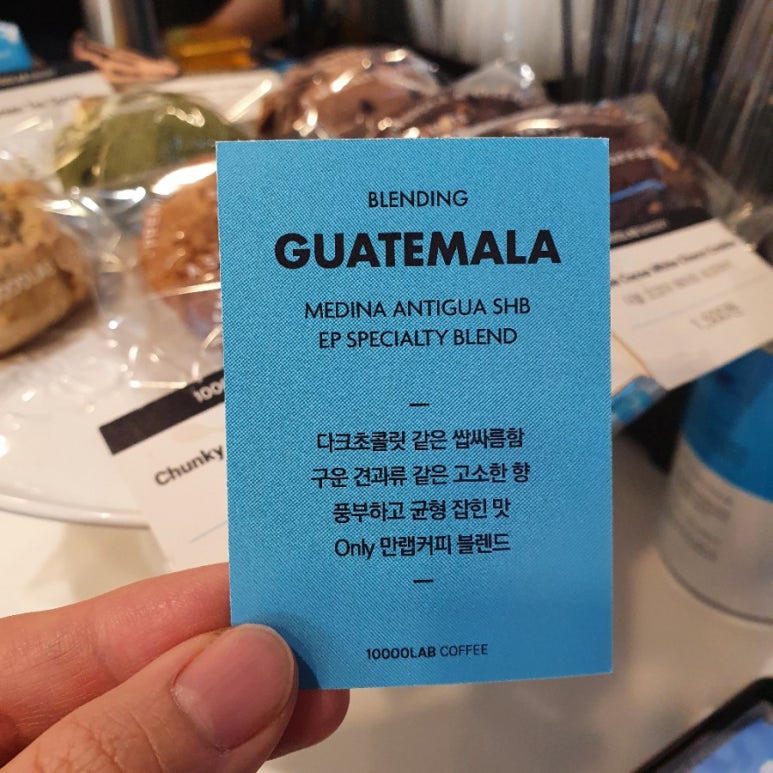 BLENDING
GUATEMALA
MEDINA ANTIGUA SHB
EP SPECIALTY BLEND
—
다크초콜릿 같은 쌉싸름함
구운 견과류 같은 고소한 향
풍부하고 균형 잡힌 맛
Only 만랩커피 블렌드
—
10000LAB COFFEE
Chunky